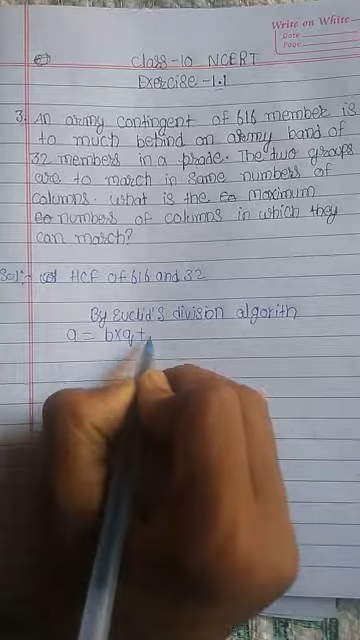 Write on White
Date
Page
Class-10 NCERT
Exercise-1.1
3. An army contingent of 616 member is
to much behind on army band of
32 members in a prade. The two groups
are to march in same numbers of
columns. what is the maximum
numbers of columns in which they
can march?
Sol:- HCF of 616 and 32
By Euclid's division algorith
a = b×q+